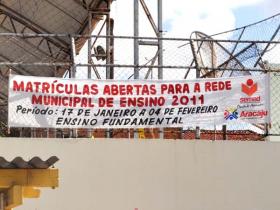 MATRÍCULAS ABERTAS PARA A REDE
MUNICIPAL DE ENSINO 2011
Período: 17 DE JANEIRO A 04 DE FEVEREIRO
ENSINO FUNDAMENTAL
Semed
Aracaju